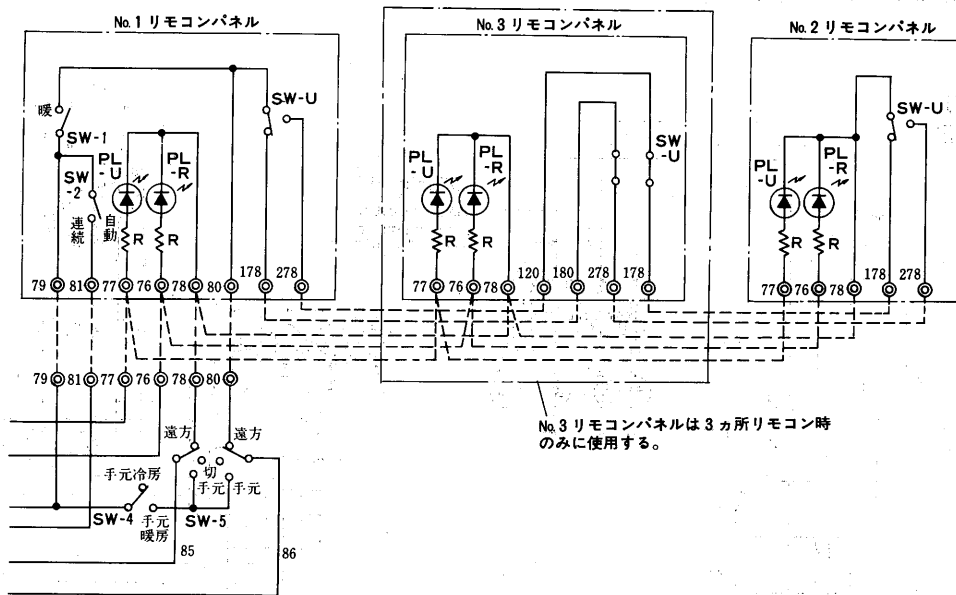 No.1 リモコンパネル
No.3 リモコンパネル
No.2 リモコンパネル
暖
SW-1
SW
-2
連続
自動
PL
-U
PL
-R
R
R
SW-U
79
81
77
76
78
80
178
278
PL
-U
PL
-R
R
R
SW
-U
77
76
78
120
180
278
178
PL
-U
PL
-R
R
R
SW-U
77
76
78
178
278
79
81
77
76
78
80
No.3 リモコンパネルは 3 ヵ所リモコン時
のみに使用する。
遠方
遠方
切
手元
手元
手元冷房
SW-4
手元
暖房
SW-5
85
86